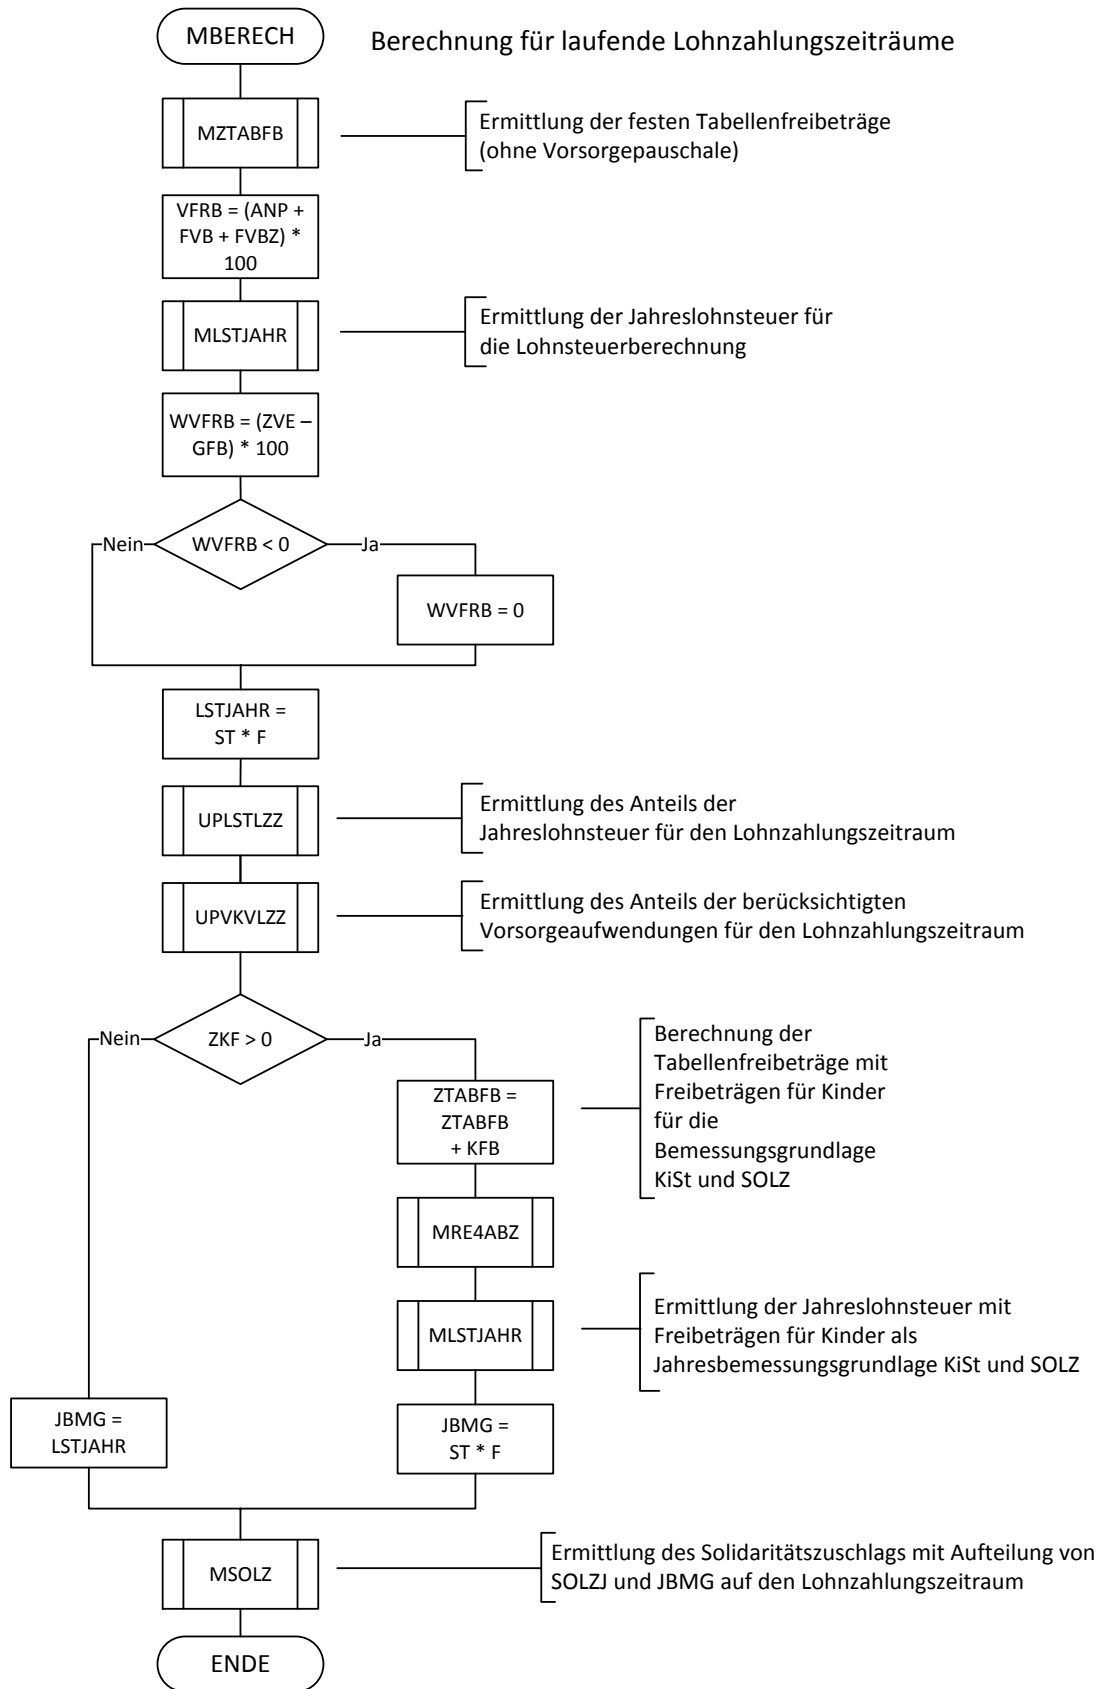 MBERECH
Berechnung für laufende Lohnzahlungszeiträume
MZTABFB
Ermittlung der festen Tabellenfreibeträge
(ohne Vorsorgepauschale)
VFRB = (ANP +
FVB + FVBZ) *
100
MLSTJAHR
Ermittlung der Jahreslohnsteuer für
die Lohnsteuerberechnung
WVFRB = (ZVE –
GFB) * 100
Nein
WVFRB < 0
Ja
WVFRB = 0
LSTJAHR =
ST * F
UPLSTLZZ
Ermittlung des Anteils der
Jahreslohnsteuer für den Lohnzahlungszeitraum
UPVKVLZZ
Ermittlung des Anteils der berücksichtigten
Vorsorgeaufwendungen für den Lohnzahlungszeitraum
Nein
ZKF > 0
Ja
ZTABFB =
ZTABFB
+ KFB
Berechnung der
Tabellenfreibeträge mit
Freibeträgen für Kinder
für die
Bemessungsgrundlage
KiSt und SOLZ
MRE4ABZ
MLSTJAHR
Ermittlung der Jahreslohnsteuer mit
Freibeträgen für Kinder als
Jahresbemessungsgrundlage KiSt und SOLZ
JBMG =
LSTJAHR
JBMG =
ST * F
MSOLZ
Ermittlung des Solidaritätszuschlags mit Aufteilung von
SOLZJ und JBMG auf den Lohnzahlungszeitraum
ENDE